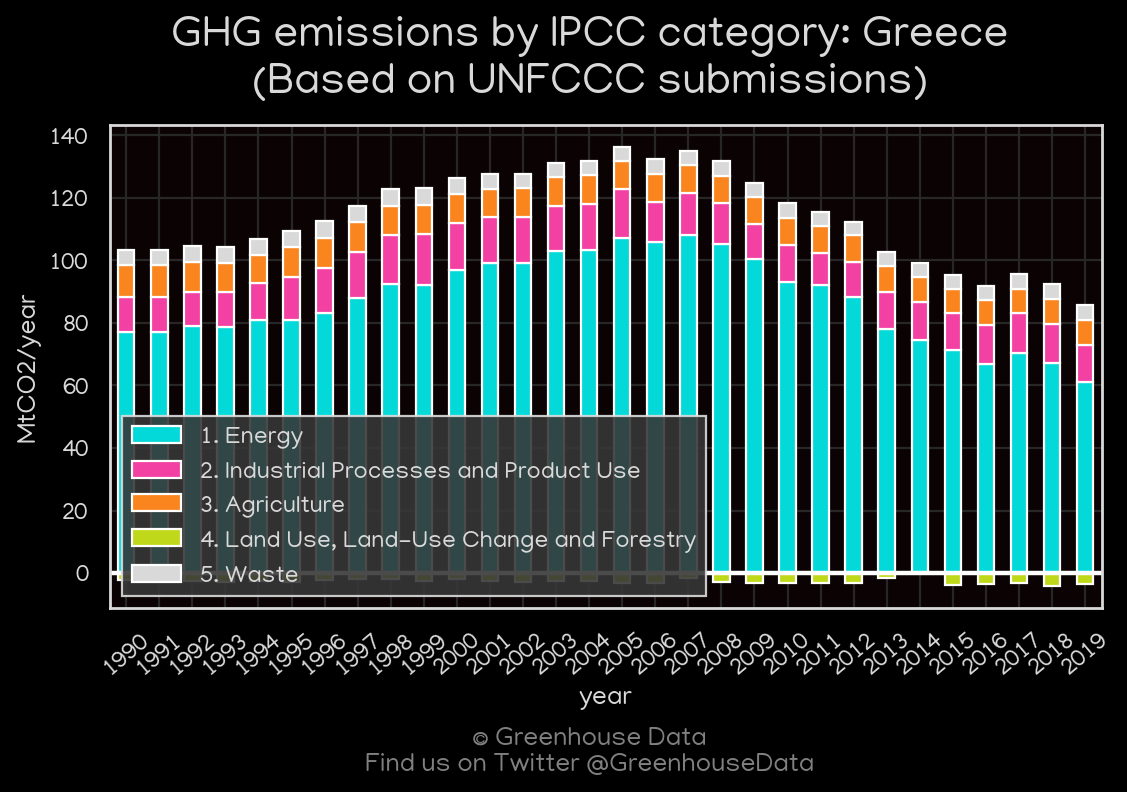 GHG emissions by IPCC category: Greece
(Based on UNFCCC submissions)
140
120
100
80
60
40
20
0
MtCO2/year
1. Energy
2. Industrial Processes and Product Use
3. Agriculture
4. Land Use, Land-Use Change and Forestry
5. Waste
1990 1991 1992 1993 1994 1995 1996 1997 1998 1999 2000 2001 2002 2003 2004 2005 2006 2007 2008 2009 2010 2011 2012 2013 2014 2015 2016 2017 2018 2019
year
© Greenhouse Data
Find us on Twitter @GreenhouseData